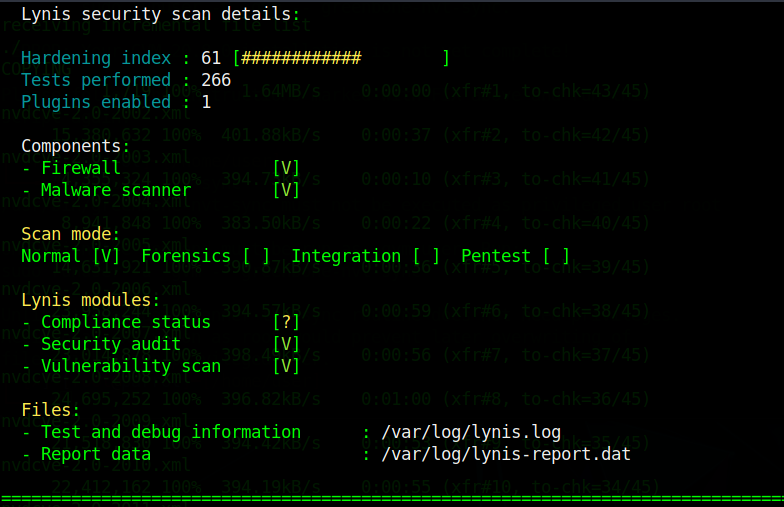 Lynis security scan details:
Hardening index : 61 [############        ]
Tests performed : 266
Plugins enabled : 1
Components:
- Firewall               [V]
- Malware scanner        [V]
Scan mode:
Normal [V]  Forensics [ ]  Integration [ ]  Pentest [ ]
Lynis modules:
- Compliance status      [?]
- Security audit         [V]
- Vulnerability scan     [V]
Files:
- Test and debug information      : /var/log/lynis.log
- Report data                     : /var/log/lynis-report.dat
================================================================================